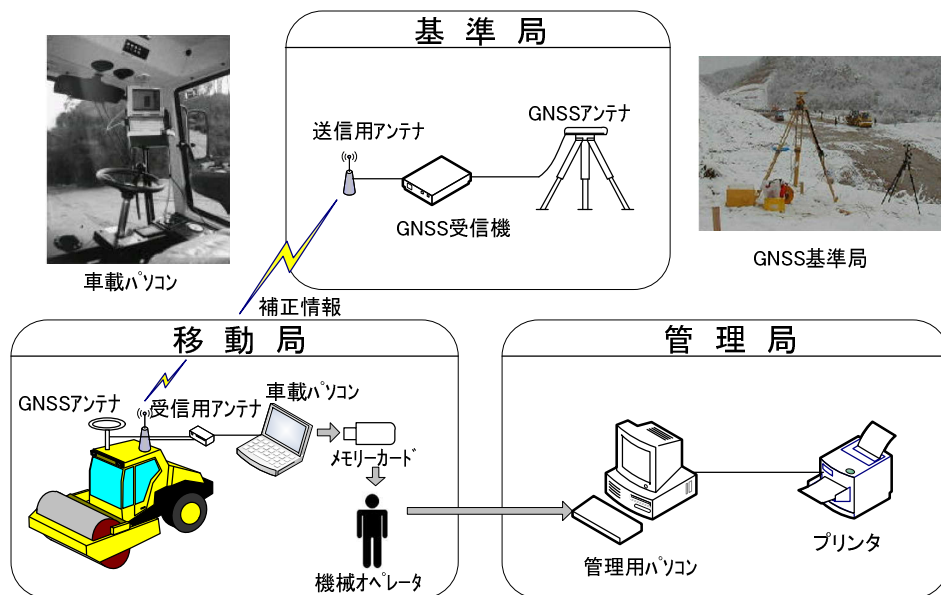 基準局
送信用アンテナ
GNSSアンテナ
GNSS受信機
車載ﾊﾟｿｺﾝ
GNSS基準局
補正情報
移動局
GNSSアンテナ
受信用アンテナ
車載ﾊﾟｿｺﾝ
ﾒﾓﾘｰｶｰﾄﾞ
機械ｵﾍﾟﾚｰﾀ
管理局
管理用ﾊﾟｿｺﾝ
プリンタ